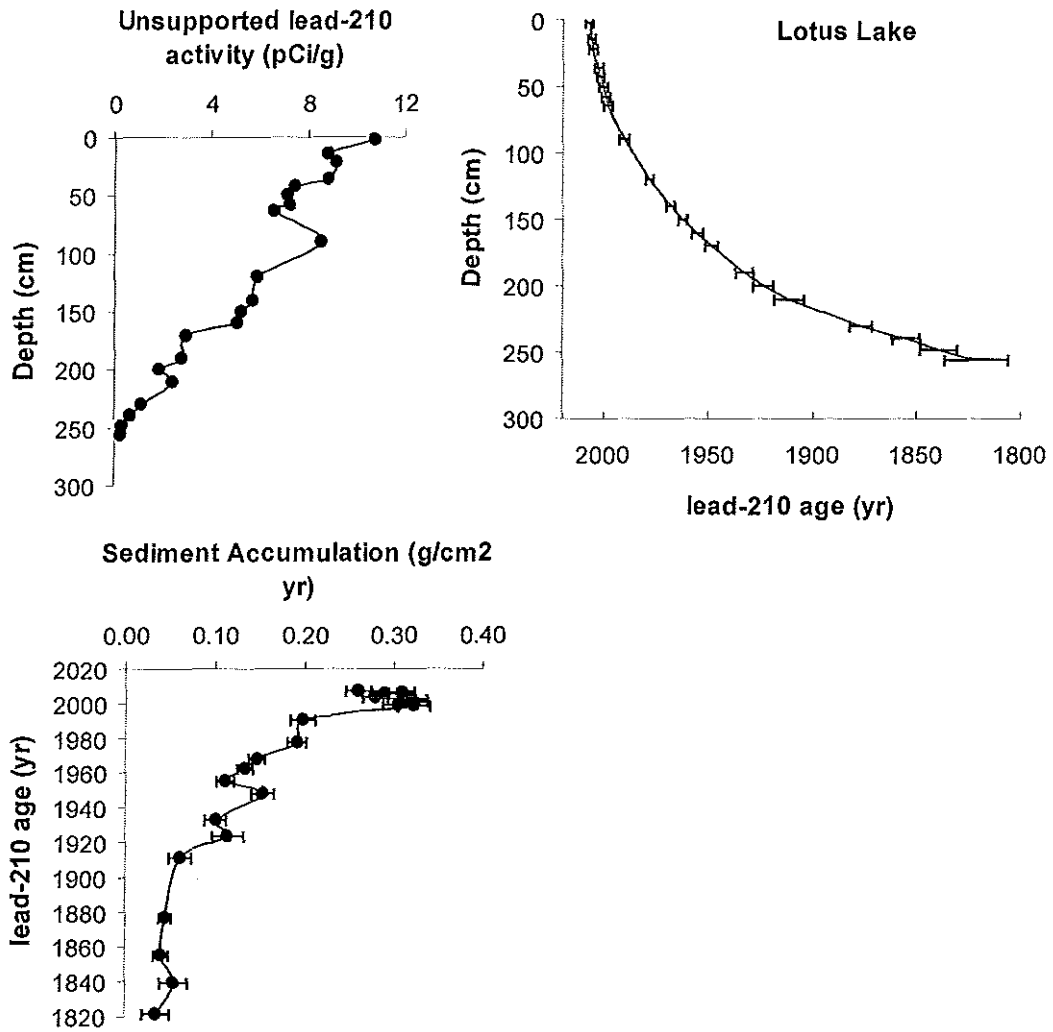 Unsupported lead-210
activity (pCi/g)
0 4 8 12
0
50
100
150
200
250
300
Depth (cm)
Lotus Lake
0
50
100
150
200
250
300
Depth (cm)
2000 1950 1900 1850 1800
lead-210 age (yr)
Sediment Accumulation (g/cm2
yr)
0.00 0.10 0.20 0.30 0.40
2020
2000
1980
1960
1940
1920
1900
1880
1860
1840
1820
lead-210 age (yr)